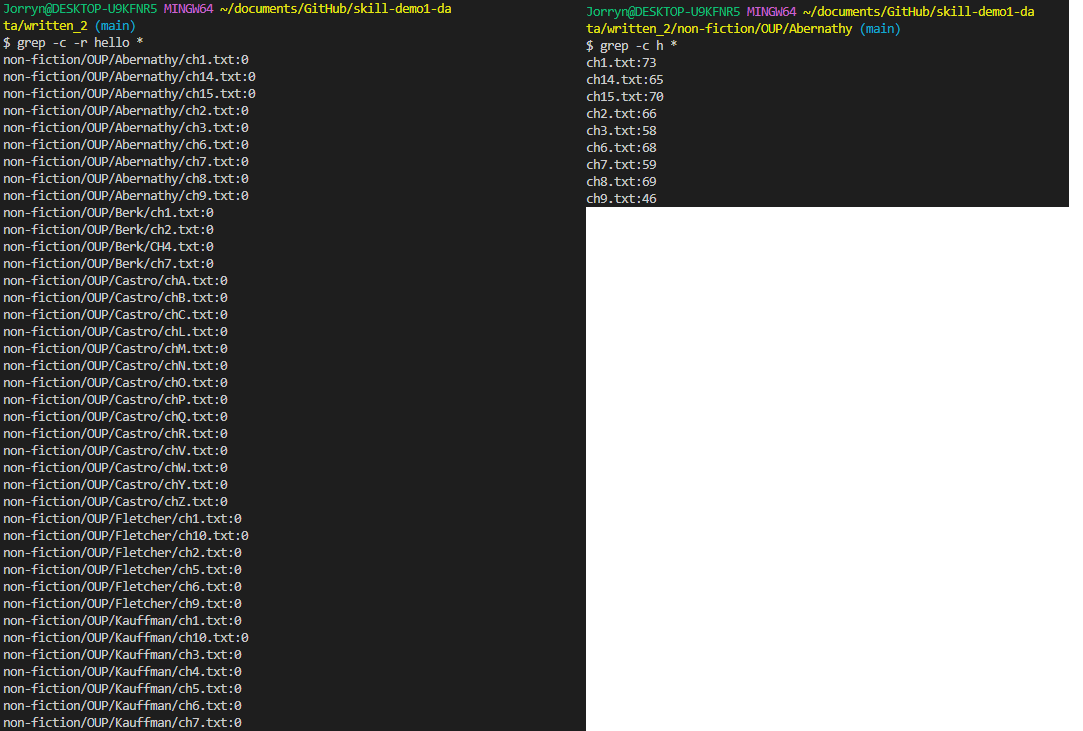 Jorryn@DESKTOP-U9KFNR5 MINGW64 ~/documents/GitHub/skill-demo1-da
ta/written_2 (main)
$ grep -c -r hello *
non-fiction/OUP/Abernathy/ch1.txt:0
non-fiction/OUP/Abernathy/ch14.txt:0
non-fiction/OUP/Abernathy/ch15.txt:0
non-fiction/OUP/Abernathy/ch2.txt:0
non-fiction/OUP/Abernathy/ch3.txt:0
non-fiction/OUP/Abernathy/ch6.txt:0
non-fiction/OUP/Abernathy/ch7.txt:0
non-fiction/OUP/Abernathy/ch8.txt:0
non-fiction/OUP/Abernathy/ch9.txt:0
non-fiction/OUP/Berk/ch1.txt:0
non-fiction/OUP/Berk/ch2.txt:0
non-fiction/OUP/Berk/CH4.txt:0
non-fiction/OUP/Berk/ch7.txt:0
non-fiction/OUP/Castro/chA.txt:0
non-fiction/OUP/Castro/chB.txt:0
non-fiction/OUP/Castro/chC.txt:0
non-fiction/OUP/Castro/chL.txt:0
non-fiction/OUP/Castro/chM.txt:0
non-fiction/OUP/Castro/chN.txt:0
non-fiction/OUP/Castro/chO.txt:0
non-fiction/OUP/Castro/chP.txt:0
non-fiction/OUP/Castro/chQ.txt:0
non-fiction/OUP/Castro/chR.txt:0
non-fiction/OUP/Castro/chV.txt:0
non-fiction/OUP/Castro/chW.txt:0
non-fiction/OUP/Castro/chY.txt:0
non-fiction/OUP/Castro/chZ.txt:0
non-fiction/OUP/Fletcher/ch1.txt:0
non-fiction/OUP/Fletcher/ch10.txt:0
non-fiction/OUP/Fletcher/ch2.txt:0
non-fiction/OUP/Fletcher/ch5.txt:0
non-fiction/OUP/Fletcher/ch6.txt:0
non-fiction/OUP/Fletcher/ch9.txt:0
non-fiction/OUP/Kauffman/ch1.txt:0
non-fiction/OUP/Kauffman/ch10.txt:0
non-fiction/OUP/Kauffman/ch3.txt:0
non-fiction/OUP/Kauffman/ch4.txt:0
non-fiction/OUP/Kauffman/ch5.txt:0
non-fiction/OUP/Kauffman/ch6.txt:0
non-fiction/OUP/Kauffman/ch7.txt:0
Jorryn@DESKTOP-U9KFNR5 MINGW64 ~/documents/GitHub/skill-demo1-da
ta/written_2/non-fiction/OUP/Abernathy (main)
$ grep -c h *
ch1.txt:73
ch14.txt:65
ch15.txt:70
ch2.txt:66
ch3.txt:58
ch6.txt:68
ch7.txt:59
ch8.txt:69
ch9.txt:46